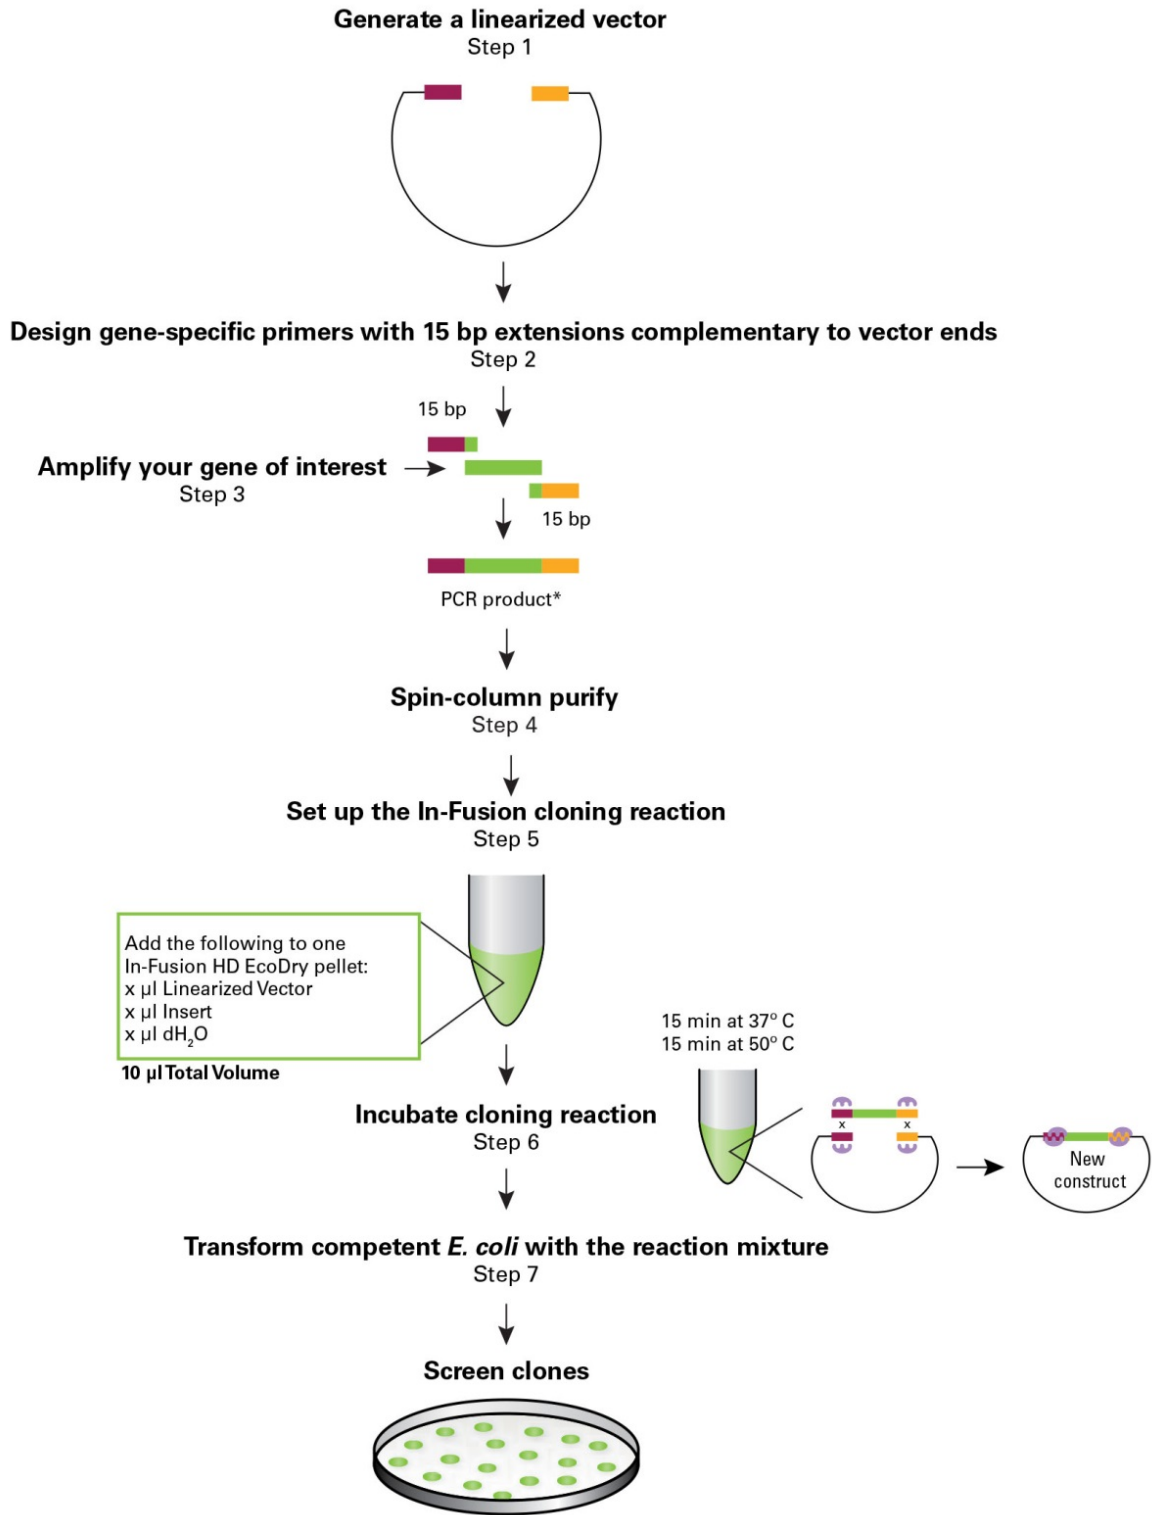 Generate a linearized vector
Step 1
Design gene-specific primers with 15 bp extensions complementary to vector ends
Step 2
15 bp
Amplify your gene of interest
Step 3
15 bp
PCR product*
Spin-column purify
Step 4
Set up the In-Fusion cloning reaction
Step 5
Add the following to one
In-Fusion HD EcoDry pellet:
x µl Linearized Vector
x µl Insert
x µl dH₂O
10 µl Total Volume
15 min at 37° C
15 min at 50° C
Incubate cloning reaction
Step 6
x x
x x
New
construct
Transform competent E. coli with the reaction mixture
Step 7
Screen clones